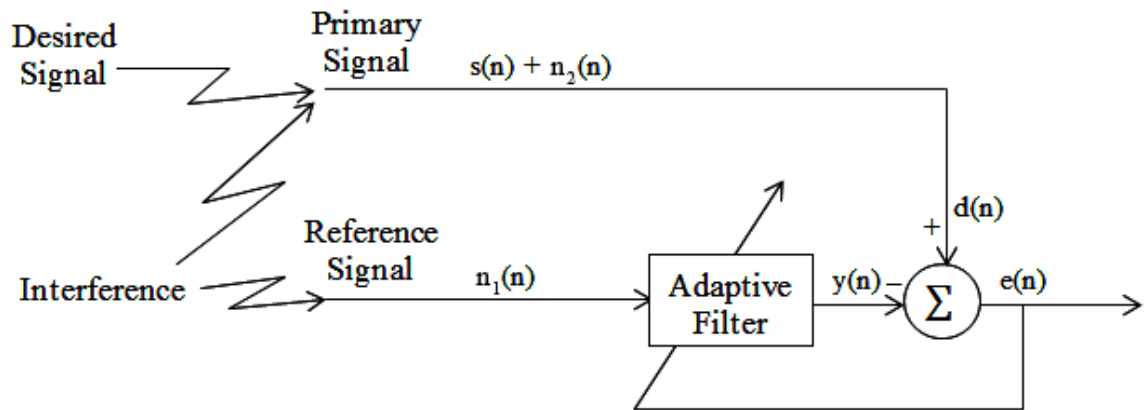 Desired
Signal
Primary
Signal
s(n) + n₂(n)
d(n)
+
Interference
Reference
Signal
n₁(n)
Adaptive
Filter
y(n) –
Σ
e(n)